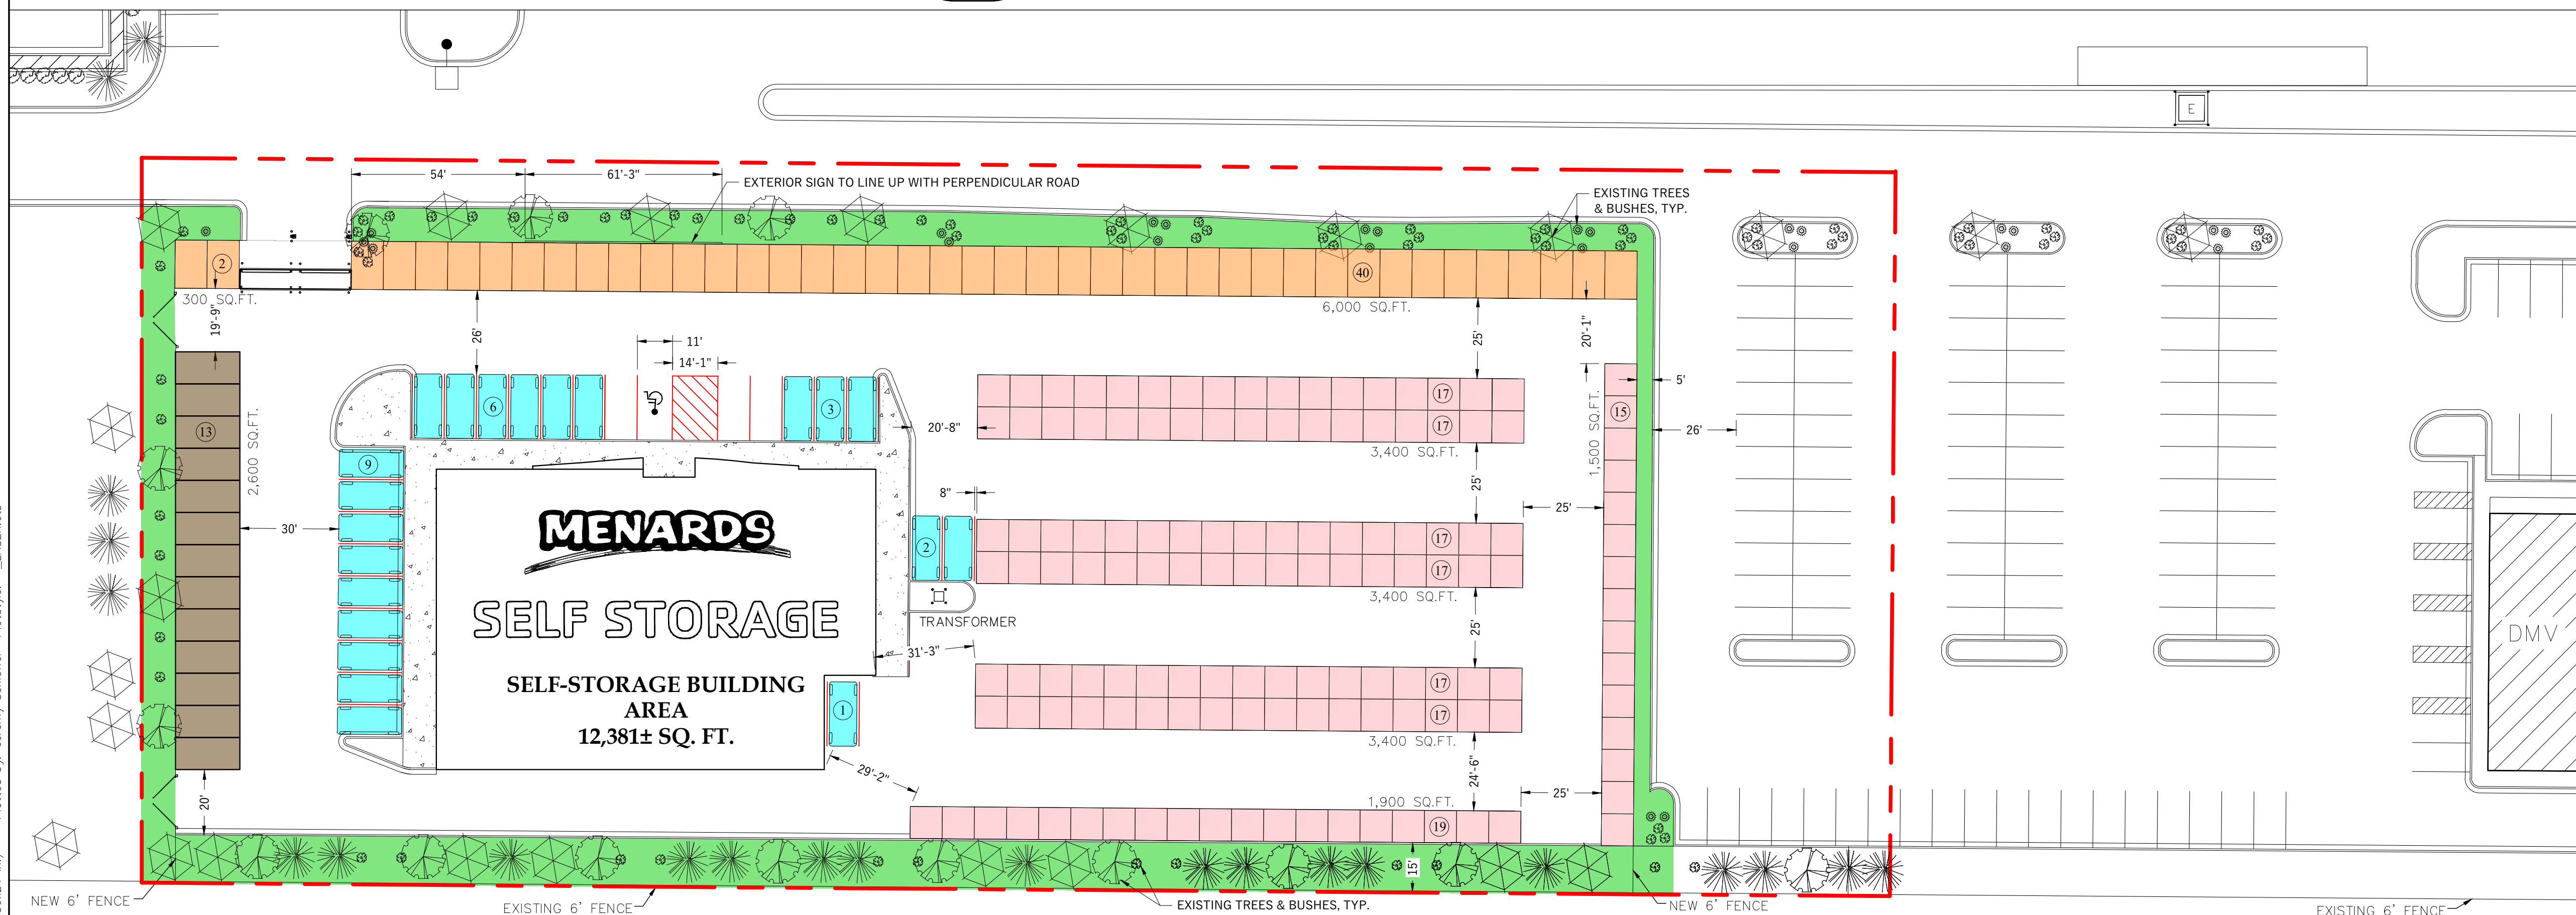 E
54'
61'-3"
EXTERIOR SIGN TO LINE UP WITH PERPENDICULAR ROAD
EXISTING TREES
& BUSHES, TYP.
2
300 SQ.FT.
19'-9"
40
6,000 SQ.FT.
26'
25'
20'-1"
11'
14'-1"
5'
6
3
17
15
13
17
20'-8"
26'
3,400 SQ.FT.
1,500 SQ.FT.
2,600 SQ.FT.
9
25'
8"
25'
30'
MENARDS
2
17
17
3,400 SQ.FT.
SELF STORAGE
TRANSFORMER
25'
DMV
31'-3"
SELF-STORAGE BUILDING
AREA
12,381± SQ. FT.
1
17
17
3,400 SQ.FT.
29'-2"
24'-6"
25'
20'
1,900 SQ.FT.
19
15'
NEW 6' FENCE
EXISTING 6' FENCE
EXISTING TREES & BUSHES, TYP.
NEW 6' FENCE
EXISTING 6' FENCE